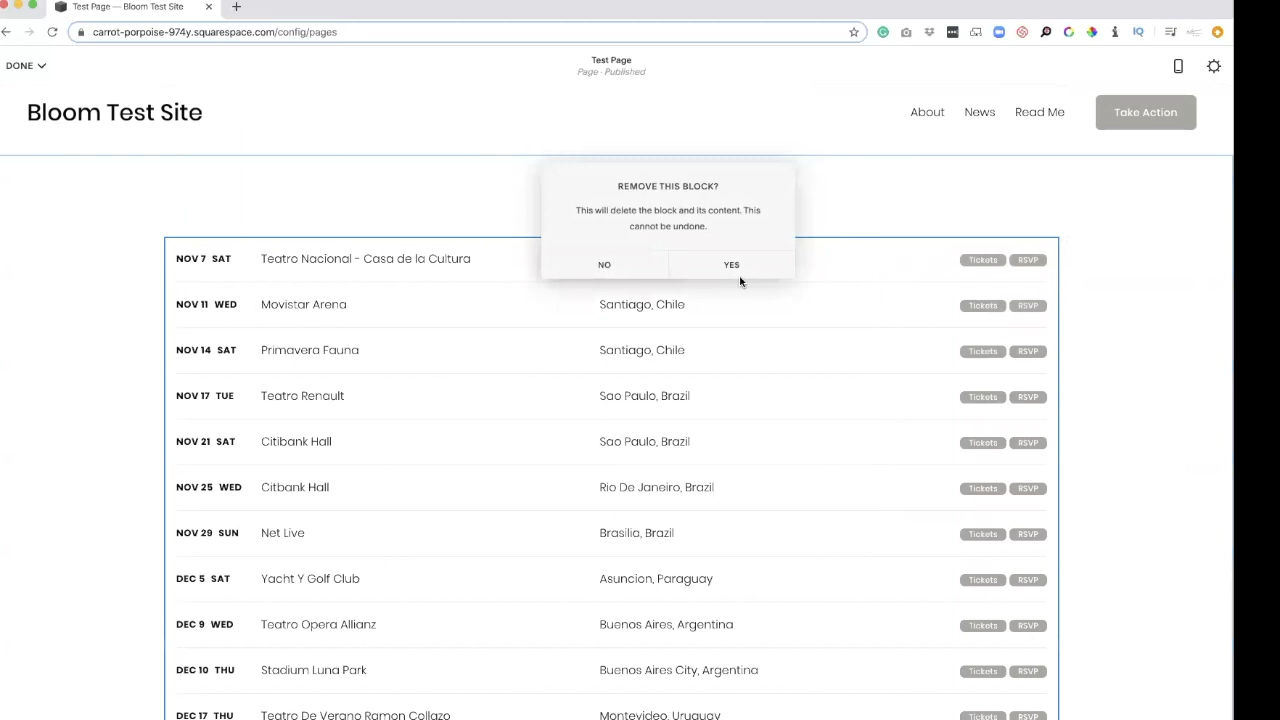 Test Page — Bloom Test Site
carrot-porpoise-974y.squarespace.com/config/pages
IQ
DONE
Test Page
Page · Published
Bloom Test Site
About News Read Me Take Action
REMOVE THIS BLOCK?
This will delete the block and its content. This
cannot be undone.
NO YES
NOV 7 SAT Teatro Nacional - Casa de la Cultura Tickets RSVP
NOV 11 WED Movistar Arena Santiago, Chile Tickets RSVP
NOV 14 SAT Primavera Fauna Santiago, Chile Tickets RSVP
NOV 17 TUE Teatro Renault Sao Paulo, Brazil Tickets RSVP
NOV 21 SAT Citibank Hall Sao Paulo, Brazil Tickets RSVP
NOV 25 WED Citbank Hall Rio De Janeiro, Brazil Tickets RSVP
NOV 29 SUN Net Live Brasilia, Brazil Tickets RSVP
DEC 5 SAT Yacht Y Golf Club Asuncion, Paraguay Tickets RSVP
DEC 9 WED Teatro Opera Allianz Buenos Aires, Argentina Tickets RSVP
DEC 10 THU Stadium Luna Park Buenos Aires City, Argentina Tickets RSVP
DEC 17 THU Teatro De Verano Ramon Collazo Montevideo, Uruguay Tickets RSVP